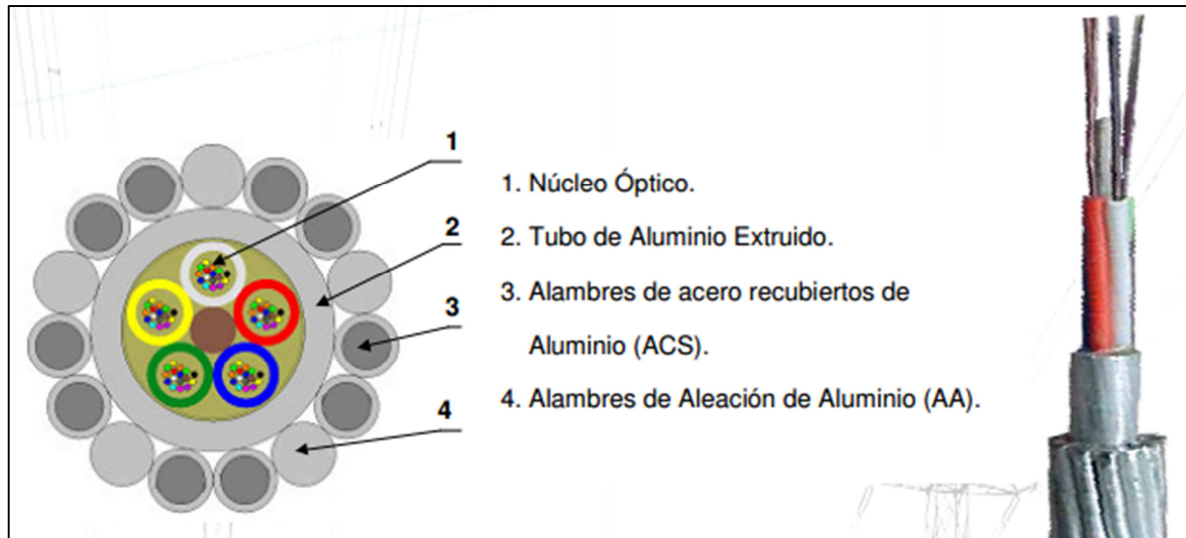 1
2
3
4
1. Núcleo Óptico.
2. Tubo de Aluminio Extruido.
3. Alambres de acero recubiertos de
Aluminio (ACS).
4. Alambres de Aleación de Aluminio (AA).